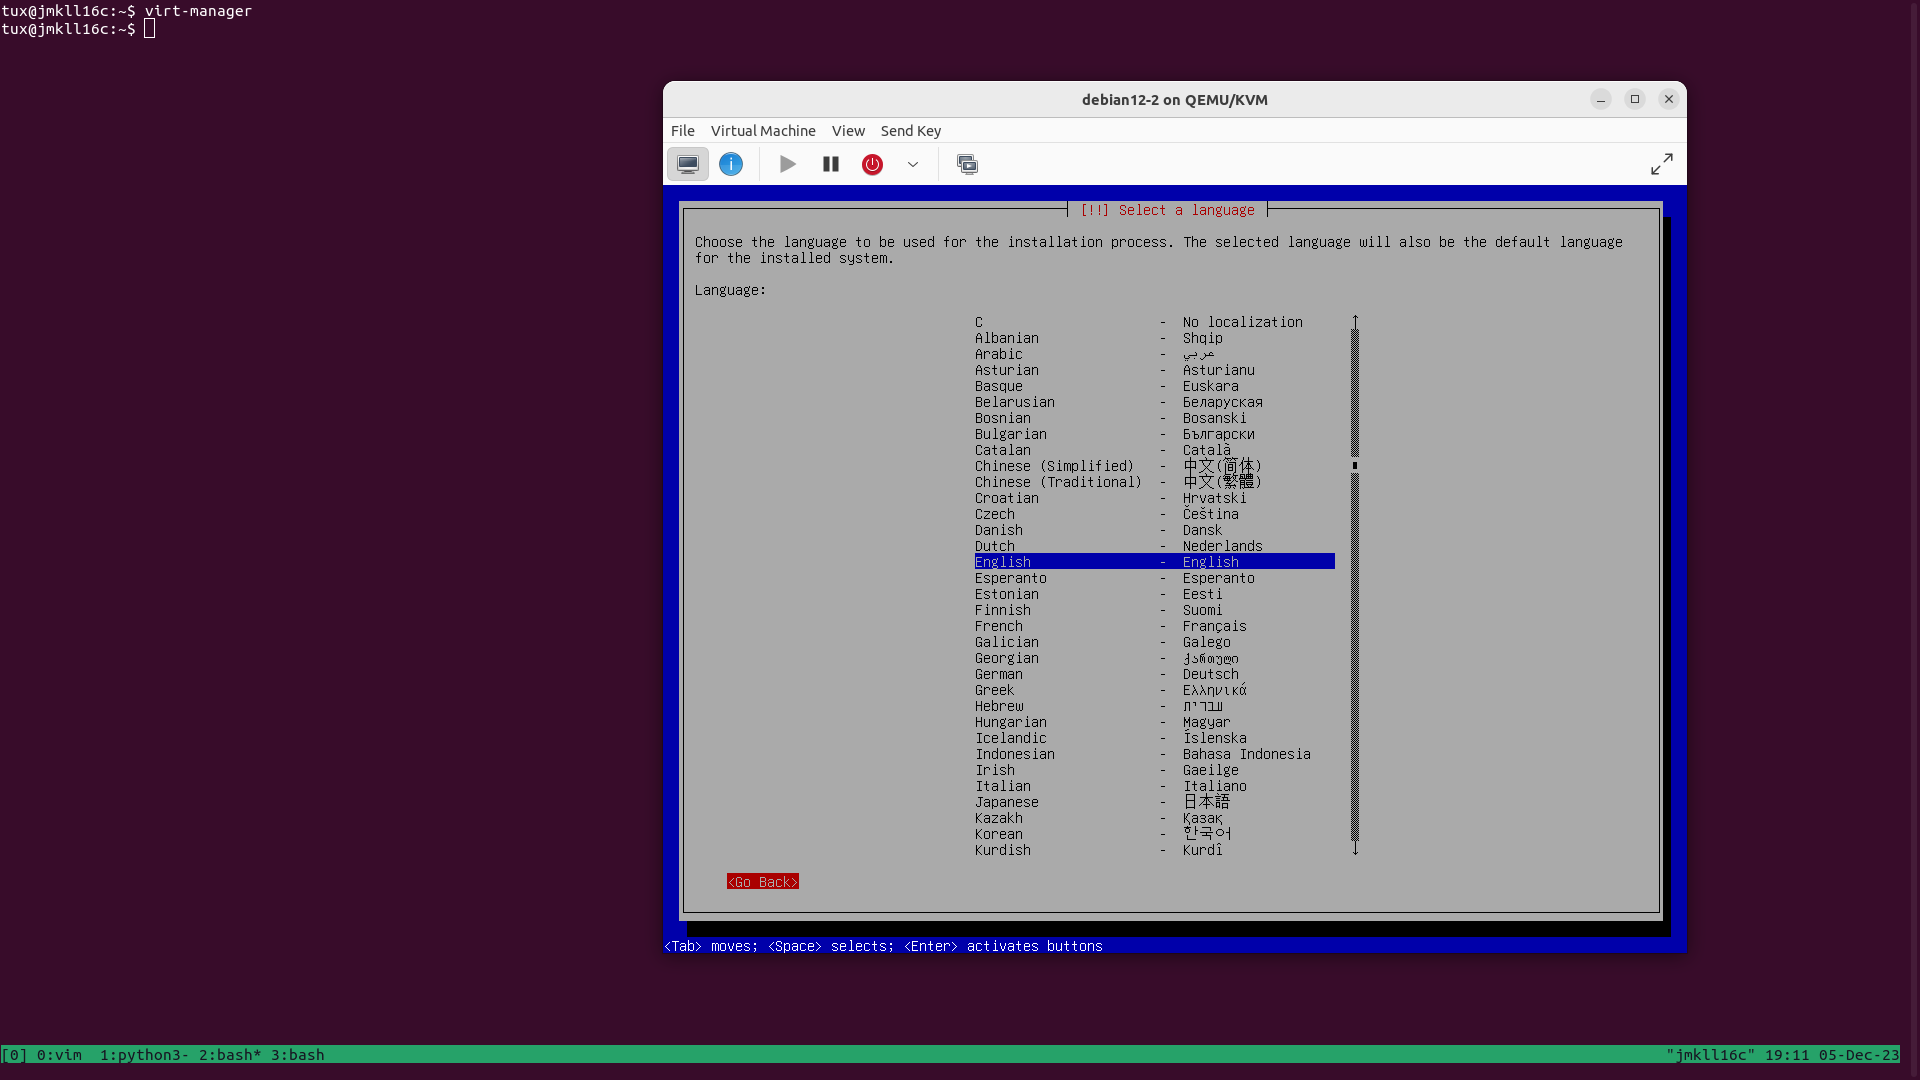 tux@jmkll16c:~$ virt-manager
tux@jmkll16c:~$
debian12-2 on QEMU/KVM
File Virtual Machine View Send Key
[!!] Select a language
Choose the language to be used for the installation process. The selected language will also be the default language
for the installed system.
Language:
C - No localization
Albanian - Shqip
Arabic - عربي
Asturian - Asturianu
Basque - Euskara
Belarusian - Беларуская
Bosnian - Bosanski
Bulgarian - Български
Catalan - Català
Chinese (Simplified) - 中文(简体)
Chinese (Traditional) - 中文(繁體)
Croatian - Hrvatski
Czech - Čeština
Danish - Dansk
Dutch - Nederlands
English - English
Esperanto - Esperanto
Estonian - Eesti
Finnish - Suomi
French - Français
Galician - Galego
Georgian - ქართული
German - Deutsch
Greek - Ελληνικά
Hebrew - עברית
Hungarian - Magyar
Icelandic - Íslenska
Indonesian - Bahasa Indonesia
Irish - Gaeilge
Italian - Italiano
Japanese - 日本語
Kazakh - Қазақ
Korean - 한국어
Kurdish - Kurdî
<Go Back>
<Tab> moves; <Space> selects; <Enter> activates buttons
[0] 0:vim 1:python3- 2:bash* 3:bash "jmkll16c" 19:11 05-Dec-23